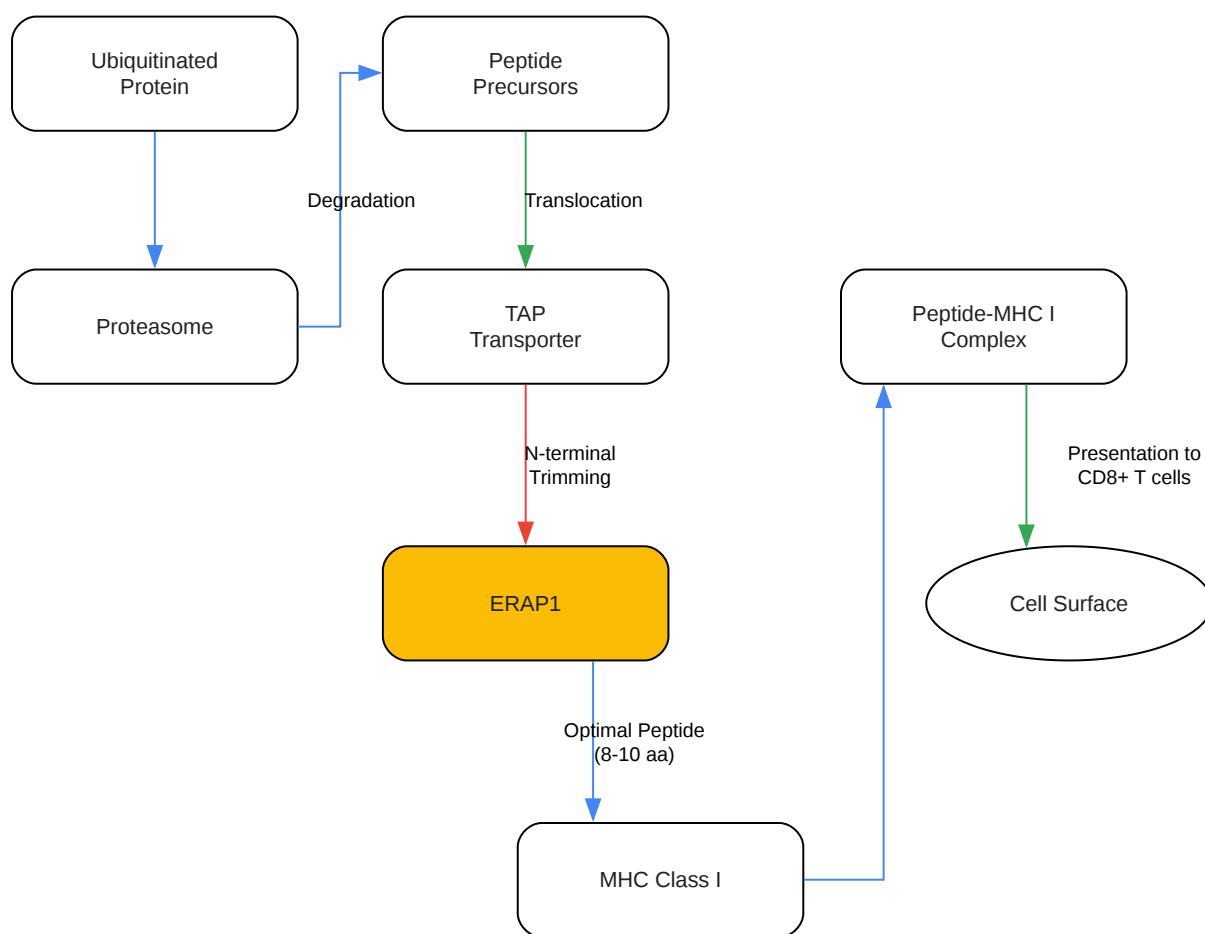 Ubiquitinated
Protein
Peptide
Precursors
Degradation
Translocation
Proteasome
TAP
Transporter
Peptide-MHC I
Complex
N-terminal
Trimming
Presentation to
CD8+ T cells
ERAP1
Cell Surface
Optimal Peptide
(8-10 aa)
MHC Class I